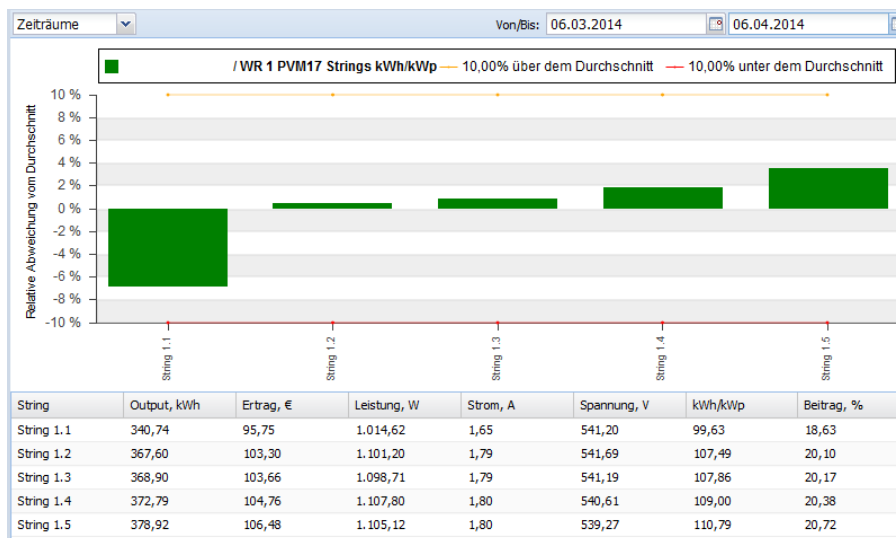 Zeiträume Von/Bis: 06.03.2014 06.04.2014
/ WR 1 PVM17 Strings kWh/kWp 10,00% über dem Durchschnitt 10,00% unter dem Durchschnitt
Relative Abweichung vom Durchschnitt
10 %
8 %
6 %
4 %
2 %
0 %
-2 %
-4 %
-6 %
-8 %
-10 %
String 1.1 String 1.2 String 1.3 String 1.4 String 1.5
String Output, kWh Ertrag, € Leistung, W Strom, A Spannung, V kWh/kWp Beitrag, %
String 1.1 340,74 95,75 1.014,62 1,65 541,20 99,63 18,63
String 1.2 367,60 103,30 1.101,20 1,79 541,69 107,49 20,10
String 1.3 368,90 103,66 1.098,71 1,79 541,19 107,86 20,17
String 1.4 372,79 104,76 1.107,80 1,80 540,61 109,00 20,38
String 1.5 378,92 106,48 1.105,12 1,80 539,27 110,79 20,72